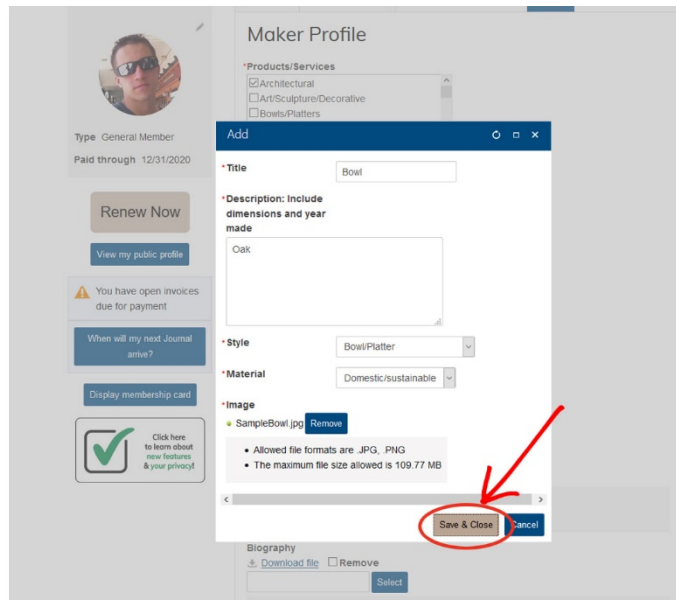 Maker Profile
*Products/Services
Architectural
Art/Sculpture/Decorative
Bowls/Platters
Type General Member
Paid through 12/31/2020
Renew Now
View my public profile
You have open invoices
due for payment
When will my next Journal
arrive?
Display membership card
Click here
to learn about
new features
& your privacy!
Add
*Title
Bowl
*Description: Include
dimensions and year
made
Oak
*Style
Bowl/Platter
*Material
Domestic/sustainable
*Image
SampleBowl.jpg Remove
• Allowed file formats are .JPG, .PNG
• The maximum file size allowed is 109.77 MB
Save & Close
Cancel
Biography
Download file Remove
Select